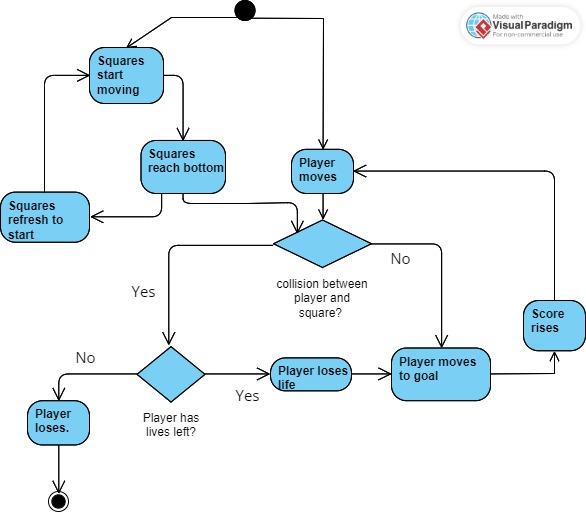 Made with
Visual Paradigm
For non-commercial use
Squares
start
moving
Squares
reach bottom
Player
moves
Squares
refresh to
start
No
collision between
player and
square?
Yes
Score
rises
No
Player loses
life
Player moves
to goal
Yes
Player
loses.
Player has
lives left?